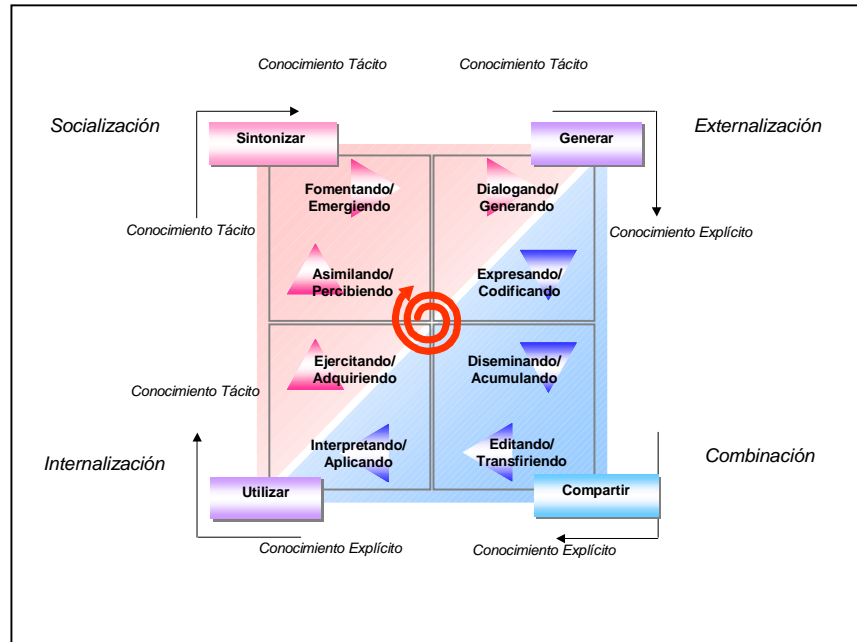 Conocimiento Tácito
Conocimiento Tácito
Socialización
Sintonizar
Generar
Externalización
Fomentando/
Emergiendo
Dialogando/
Generando
Conocimiento Tácito
Conocimiento Explícito
Asimilando/
Percibiendo
Expresando/
Codificando
Ejercitando/
Adquiriendo
Diseminando/
Acumulando
Conocimiento Tácito
Internalización
Interpretando/
Aplicando
Editando/
Transfiriendo
Combinación
Utilizar
Compartir
Conocimiento Explícito
Conocimiento Explícito